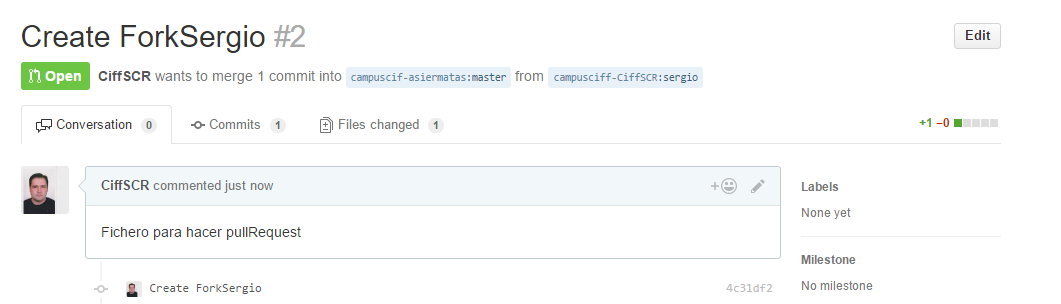 Create ForkSergio #2
Edit
Open CiffSCR wants to merge 1 commit into campuscif-asiermatas:master from campusciff-CiffSCR:sergio
Conversation 0 Commits 1 Files changed 1 +1 −0
CiffSCR commented just now
Fichero para hacer pullRequest
Create ForkSergio 4c31df2
Labels
None yet
Milestone
No milestone